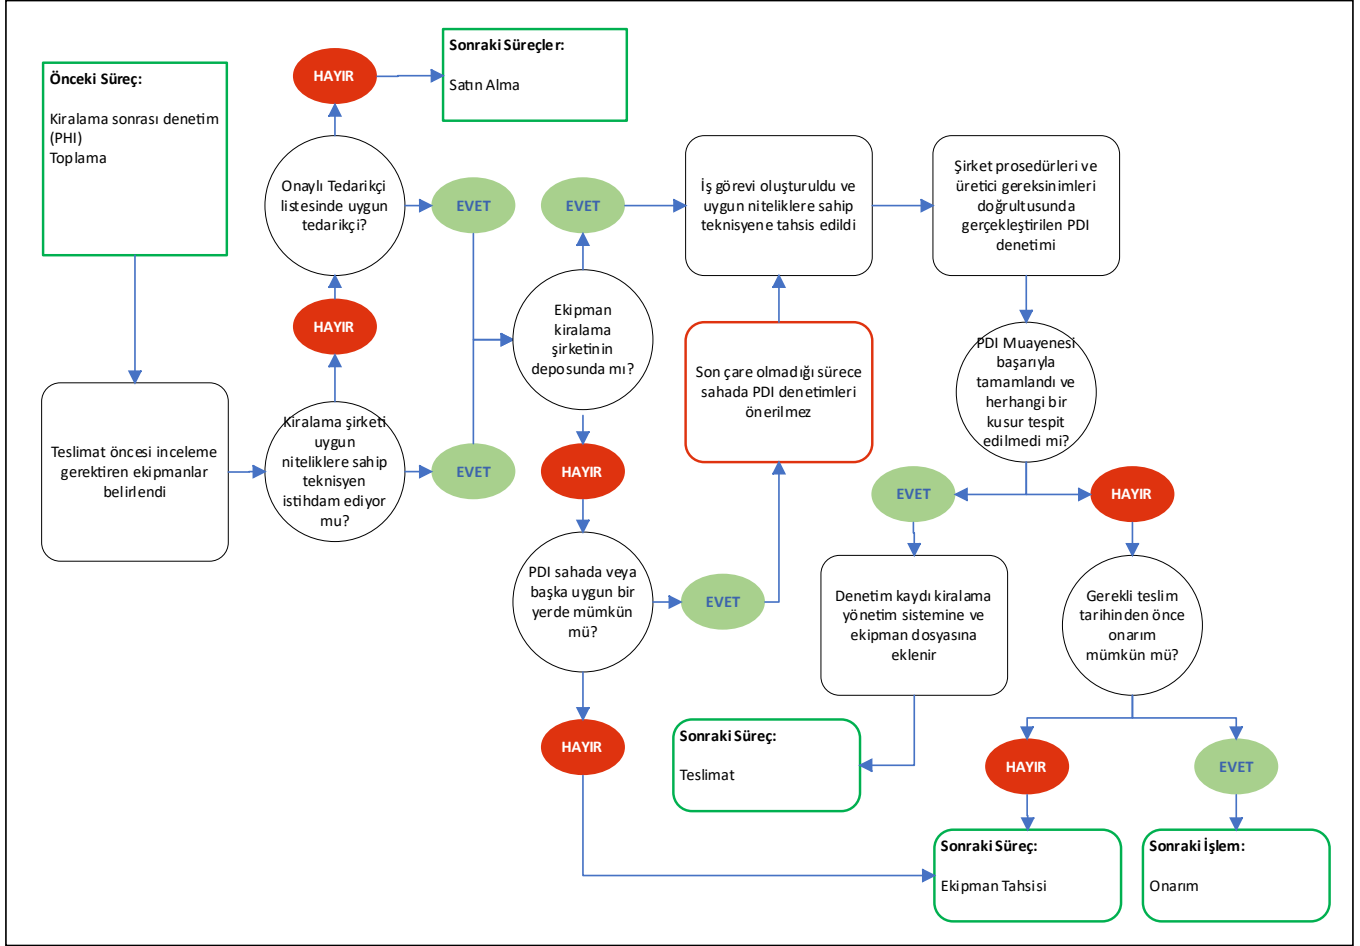 Önceki Süreç:
Kiralama sonrası denetim
(PHI)
Toplama
HAYIR
Sonraki Süreçler:
Satın Alma
Onaylı Tedarikçi
listesinde uygun
tedarikçi?
EVET
HAYIR
Teslimat öncesi inceleme
gerektiren ekipmanlar
belirlendi
Kiralama şirketi
uygun
niteliklere sahip
teknisyen
istihdam ediyor
mu?
EVET
EVET
Ekipman
kiralama
şirketinin
deposunda mı?
HAYIR
PDI sahada veya
başka uygun bir
yerde mümkün
mü?
EVET
HAYIR
İş görevi oluşturuldu ve
uygun niteliklere sahip
teknisyene tahsis edildi
Son çare olmadığı sürece
sahada PDI denetimleri
önerilmez
Şirket prosedürleri ve
üretici gereksinimleri
doğrultusunda
gerçekleştirilen PDI
denetimi
PDI Muayenesi
başarıyla
tamamlandı ve
herhangi bir
kusur tespit
edilmedi mi?
EVET
HAYIR
Denetim kaydı kiralama
yönetim sistemine ve
ekipman dosyasına
eklenir
Gerekli teslim
tarihinden önce
onarım
mümkün mü?
Sonraki Süreç:
Teslimat
HAYIR
EVET
Sonraki Süreç:
Ekipman Tahsisi
Sonraki İşlem:
Onarım